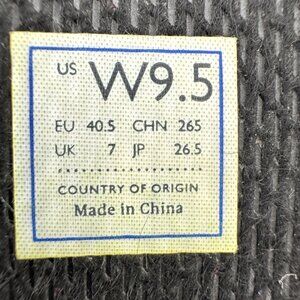 US W9.5
EU 40.5 CHN 265
UK 7 JP 26.5
COUNTRY OF ORIGIN
Made in China